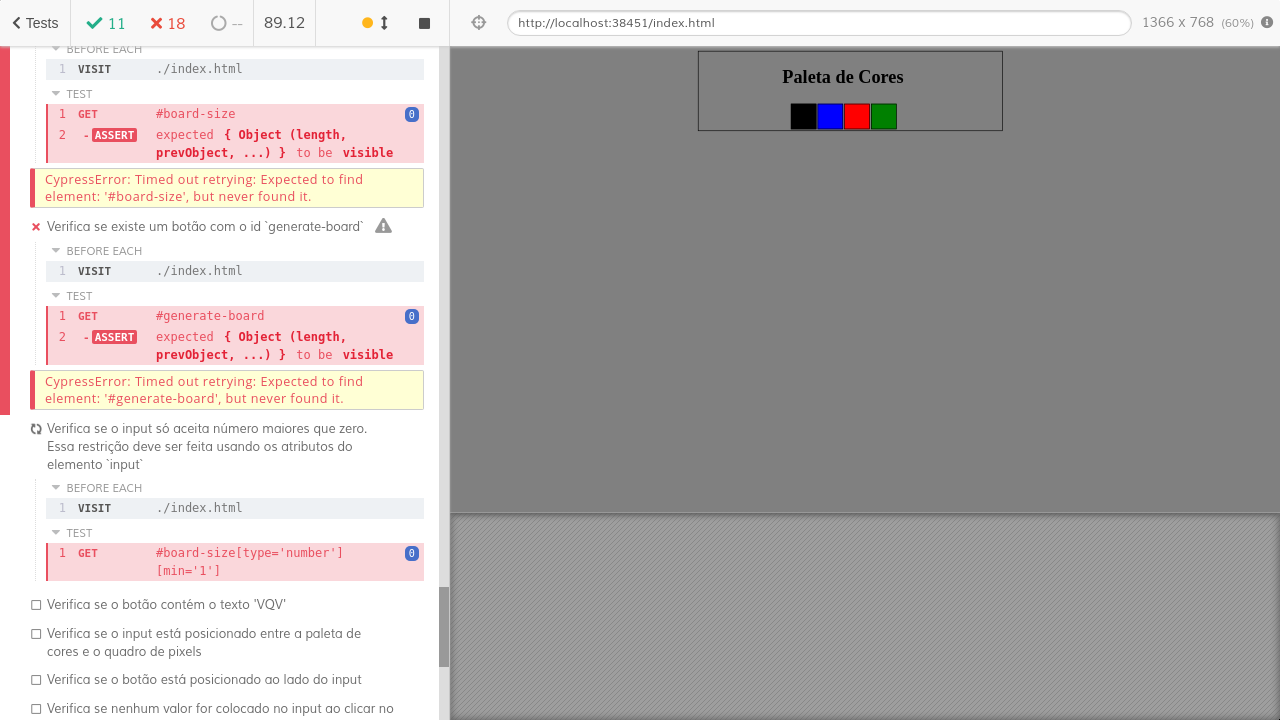 Tests 11 18 -- 89.12 http://localhost:38451/index.html 1366 x 768 (60%)
BEFORE EACH
1 VISIT ./index.html
TEST
1 GET #board-size 0
2 -ASSERT expected { Object (length,
prevObject, ...) } to be visible
CypressError: Timed out retrying: Expected to find
element: '#board-size', but never found it.
Verifica se existe um botão com o id `generate-board`
BEFORE EACH
1 VISIT ./index.html
TEST
1 GET #generate-board 0
2 -ASSERT expected { Object (length,
prevObject, ...) } to be visible
CypressError: Timed out retrying: Expected to find
element: '#generate-board', but never found it.
Verifica se o input só aceita número maiores que zero.
Essa restrição deve ser feita usando os atributos do
elemento `input`
BEFORE EACH
1 VISIT ./index.html
TEST
1 GET #board-size[type='number'] 0
[min='1']
Verifica se o botão contém o texto 'VQV'
Verifica se o input está posicionado entre a paleta de
cores e o quadro de pixels
Verifica se o botão está posicionado ao lado do input
Verifica se nenhum valor for colocado no input ao clicar no
Paleta de Cores